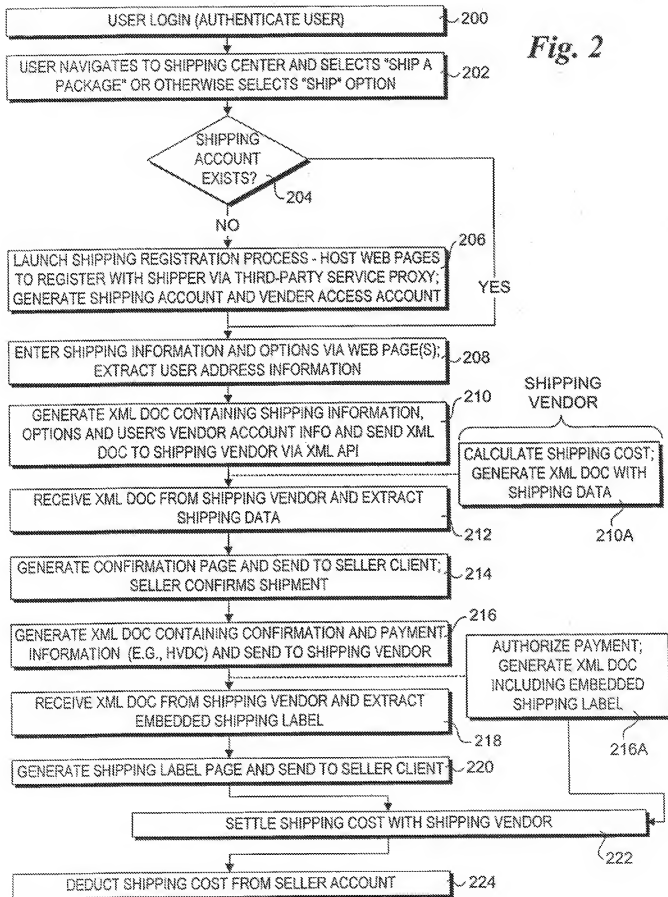 USER LOGIN (AUTHENTICATE USER)
200
Fig. 2
USER NAVIGATES TO SHIPPING CENTER AND SELECTS "SHIP A
PACKAGE" OR OTHERWISE SELECTS "SHIP" OPTION
202
SHIPPING
ACCOUNT
EXISTS?
204
NO
YES
LAUNCH SHIPPING REGISTRATION PROCESS - HOST WEB PAGES
TO REGISTER WITH SHIPPER VIA THIRD-PARTY SERVICE PROXY;
GENERATE SHIPPING ACCOUNT AND VENDER ACCESS ACCOUNT
206
ENTER SHIPPING INFORMATION AND OPTIONS VIA WEB PAGE(S);
EXTRACT USER ADDRESS INFORMATION
208
GENERATE XML DOC CONTAINING SHIPPING INFORMATION,
OPTIONS AND USER'S VENDOR ACCOUNT INFO AND SEND XML
DOC TO SHIPPING VENDOR VIA XML API
210
SHIPPING
VENDOR
CALCULATE SHIPPING COST;
GENERATE XML DOC WITH
SHIPPING DATA
210A
RECEIVE XML DOC FROM SHIPPING VENDOR AND EXTRACT
SHIPPING DATA
212
GENERATE CONFIRMATION PAGE AND SEND TO SELLER CLIENT;
SELLER CONFIRMS SHIPMENT
214
GENERATE XML DOC CONTAINING CONFIRMATION AND PAYMENT
INFORMATION (E.G., HVDC) AND SEND TO SHIPPING VENDOR
216
AUTHORIZE PAYMENT;
GENERATE XML DOC
INCLUDING EMBEDDED
SHIPPING LABEL
216A
RECEIVE XML DOC FROM SHIPPING VENDOR AND EXTRACT
EMBEDDED SHIPPING LABEL
218
GENERATE SHIPPING LABEL PAGE AND SEND TO SELLER CLIENT
220
SETTLE SHIPPING COST WITH SHIPPING VENDOR
222
DEDUCT SHIPPING COST FROM SELLER ACCOUNT
224